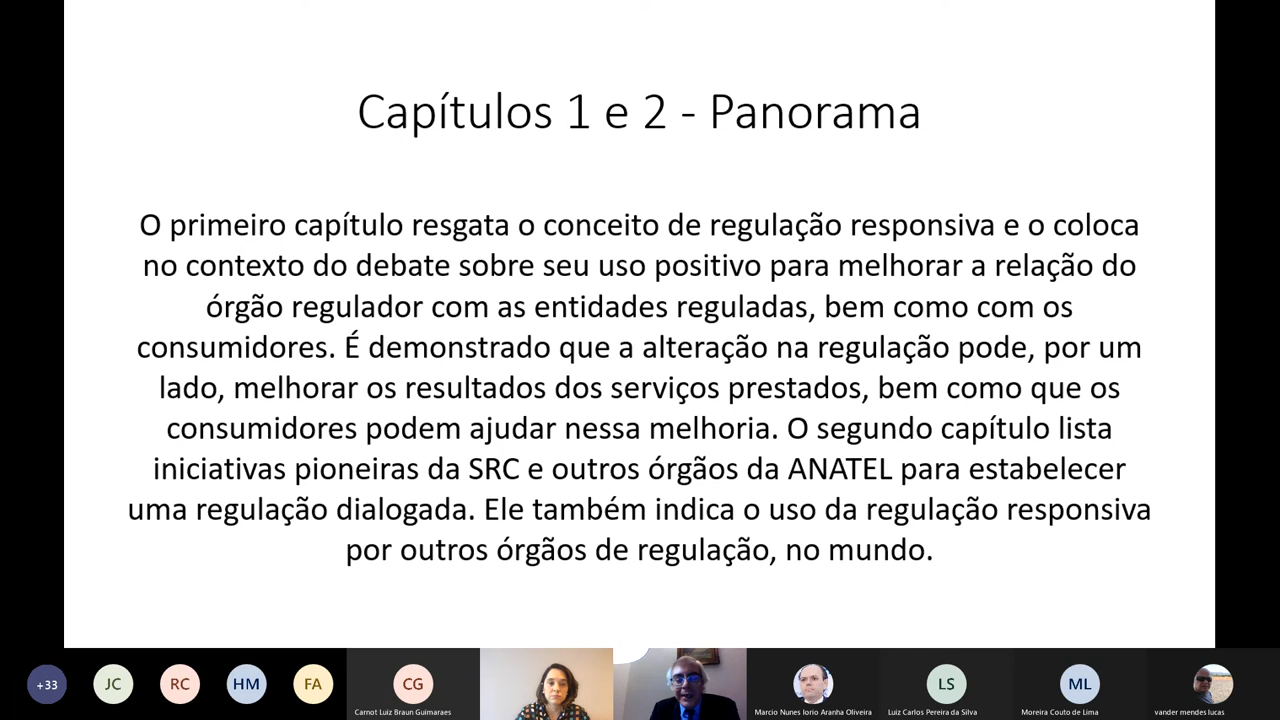 Capítulos 1 e 2 - Panorama
O primeiro capítulo resgata o conceito de regulação responsiva e o coloca
no contexto do debate sobre seu uso positivo para melhorar a relação do
órgão regulador com as entidades reguladas, bem como com os
consumidores. É demonstrado que a alteração na regulação pode, por um
lado, melhorar os resultados dos serviços prestados, bem como que os
consumidores podem ajudar nessa melhoria. O segundo capítulo lista
iniciativas pioneiras da SRC e outros órgãos da ANATEL para estabelecer
uma regulação dialogada. Ele também indica o uso da regulação responsiva
por outros órgãos de regulação, no mundo.
+33
JC
RC
HM
FA
CG
LS
ML
Carnot Luiz Braun Guimaraes
Marcio Nunes Iorio Aranha Oliveira
Luiz Carlos Pereira da Silva
Moreira Couto de Lima
vander mendes lucas